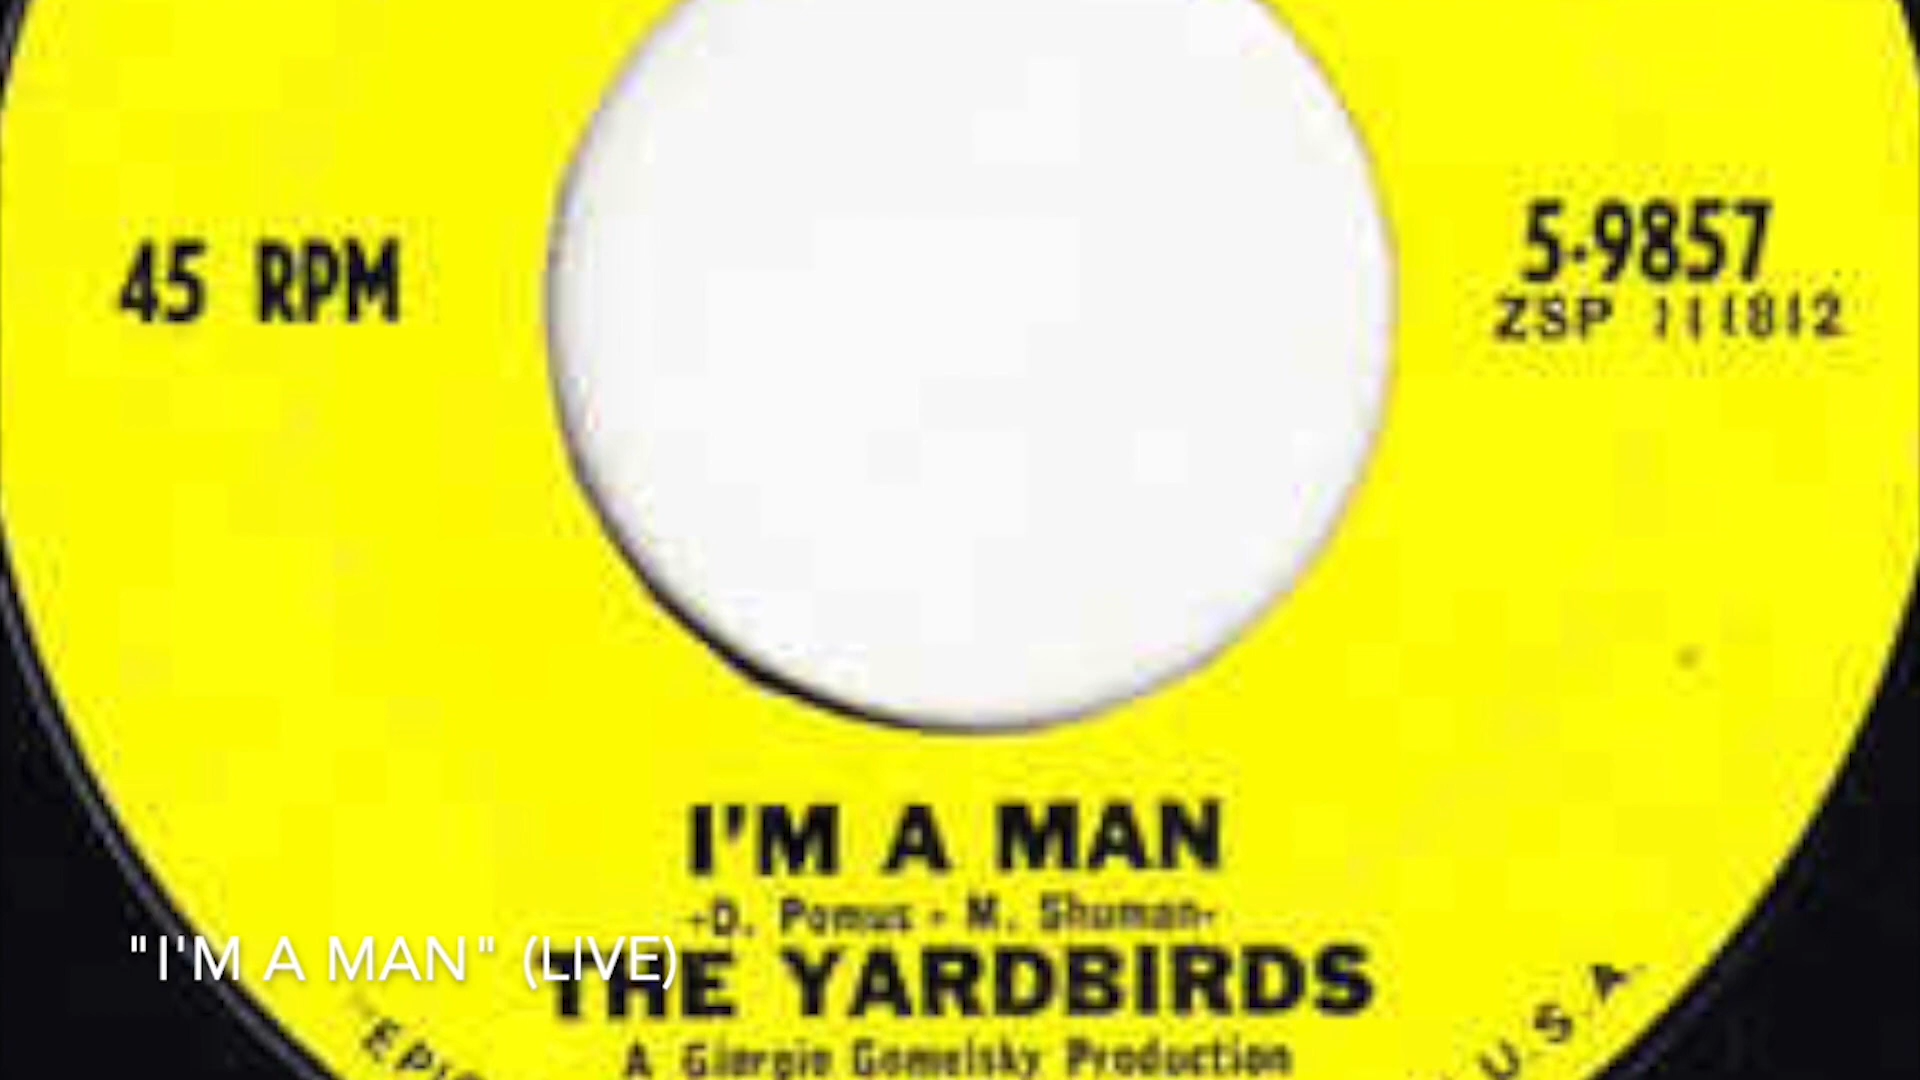 45 RPM
5-9857
ZSP 111812
I'M A MAN
-D. Pomus - M. Shuman-
"I'M A MAN" (LIVE)
THE YARDBIRDS
A Giorgio Gomelsky Production
U.S.A.